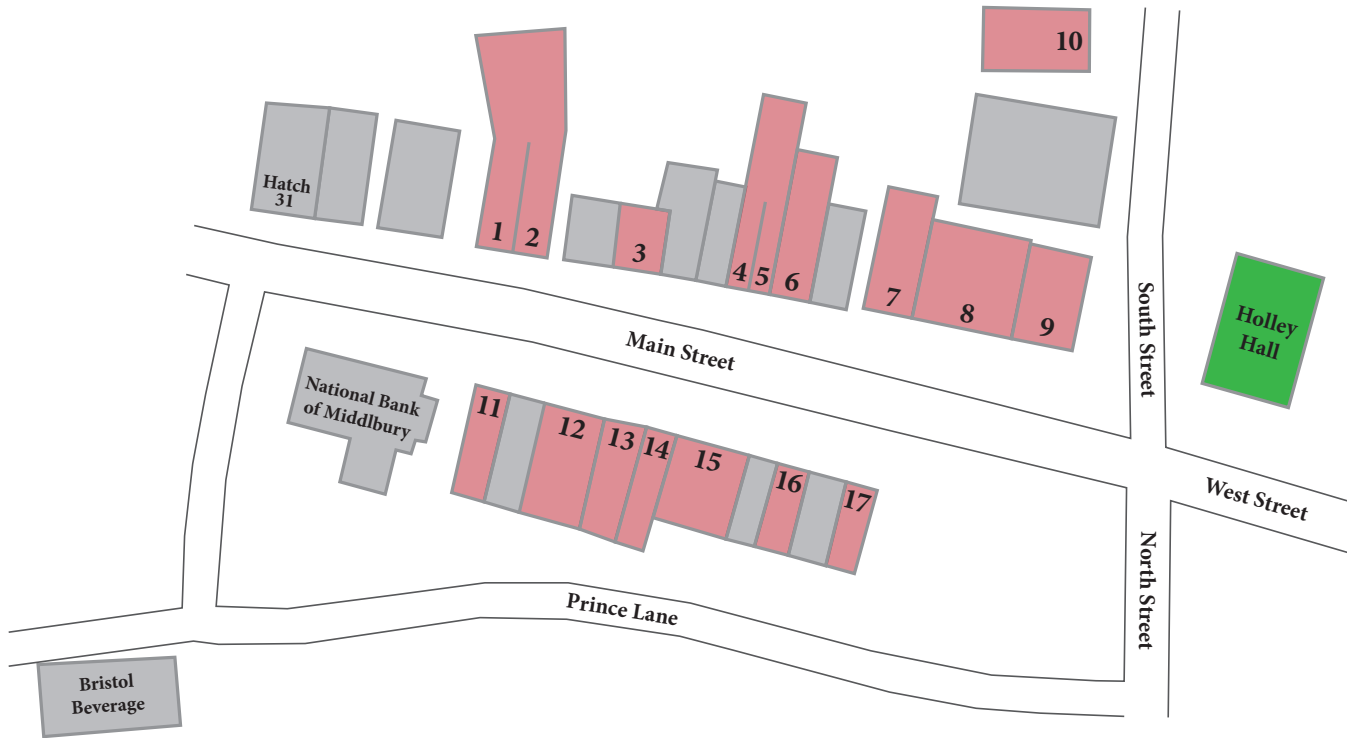 10
Hatch
31
1
2
3
4
5
6
7
8
9
South Street
Holley
Hall
Main Street
National Bank
of Middlbury
11
12
13
14
15
16
17
West Street
North Street
Prince Lane
Bristol
Beverage